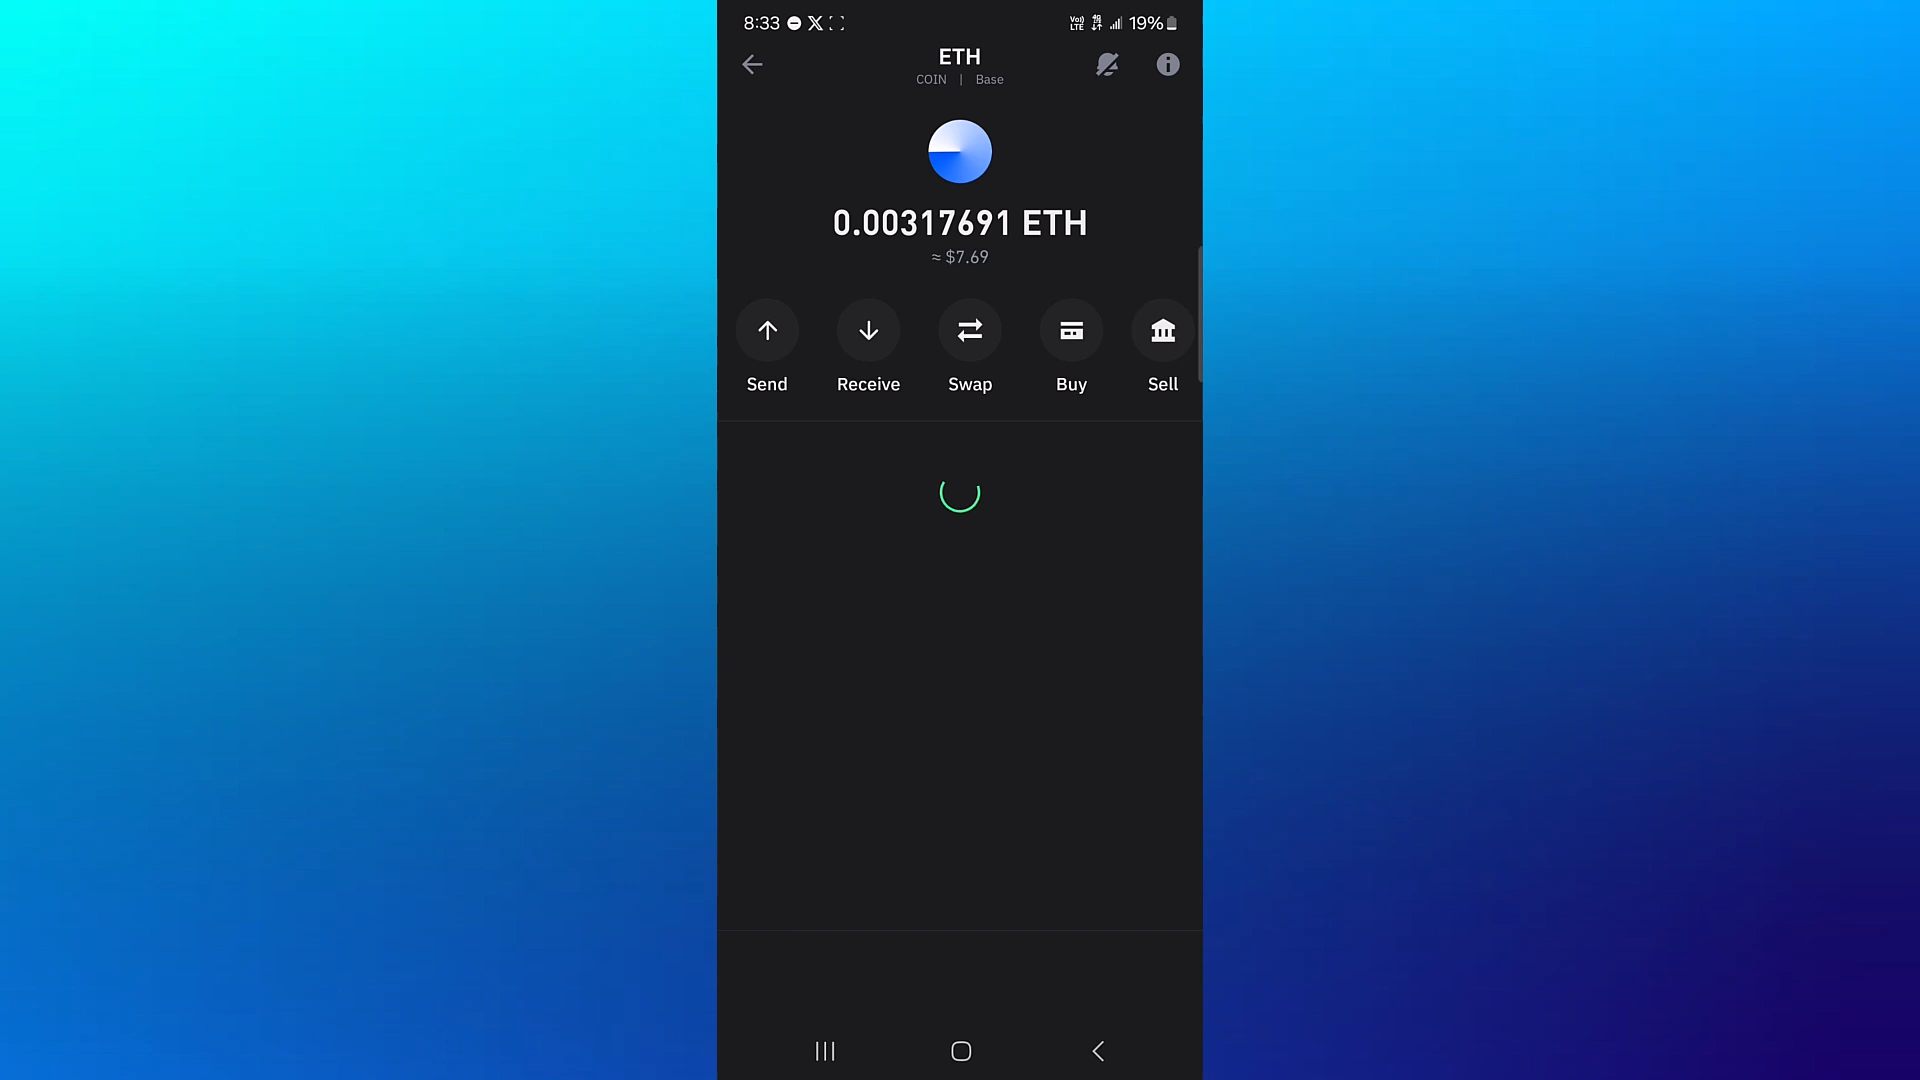 8:33 19%
ETH
COIN | Base
0.00317691 ETH
≈ $7.69
Send Receive Swap Buy Sell